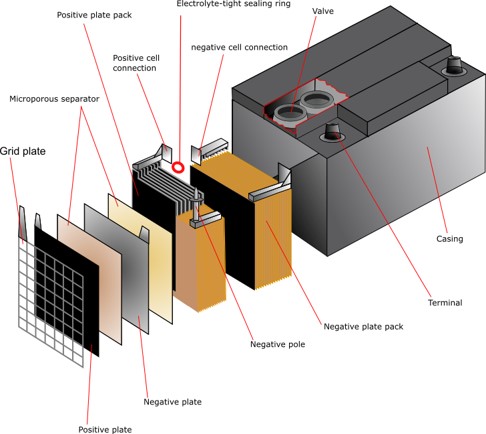 Electrolyte-tight sealing ring
Positive plate pack
Valve
negative cell connection
Positive cell
connection
Microporous separator
Grid plate
Casing
Terminal
Negative plate pack
Negative pole
Negative plate
Positive plate